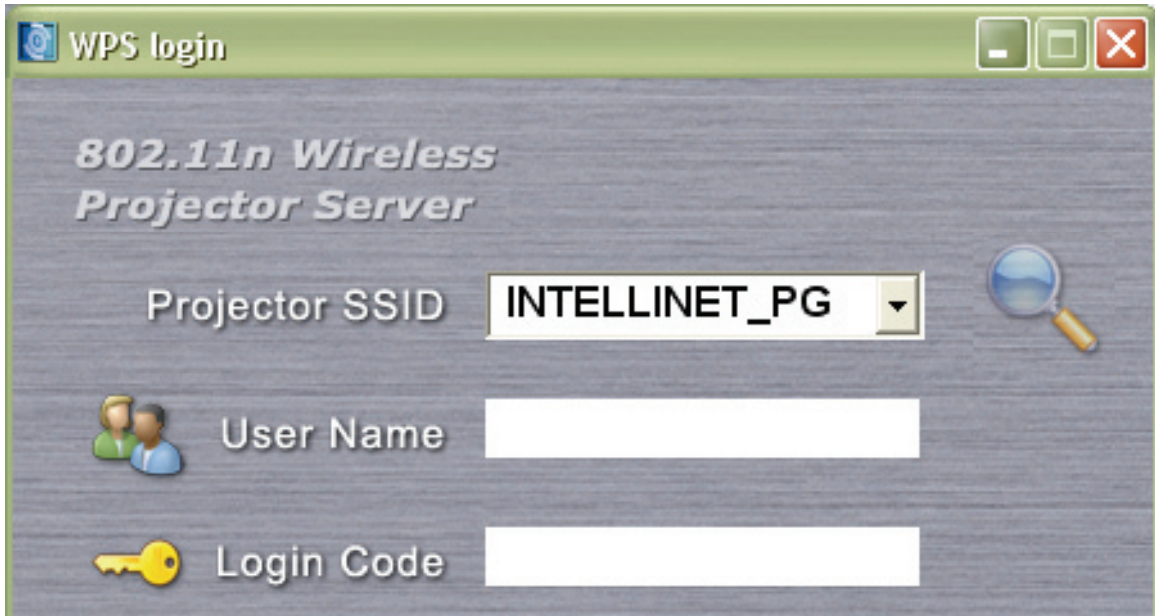 WPS login
802.11n Wireless
Projector Server
Projector SSID INTELLINET_PG
User Name
Login Code